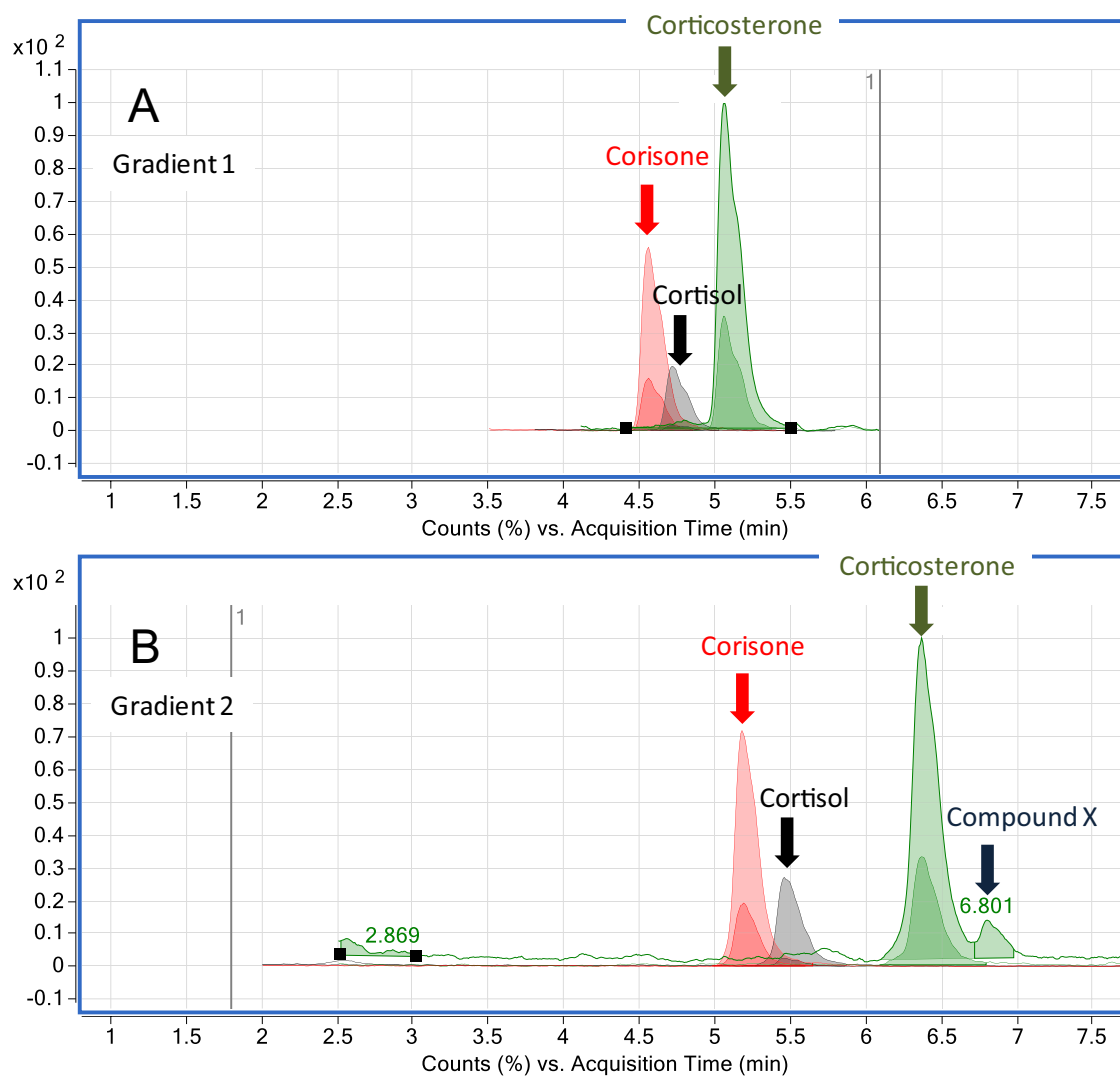 Corticosterone
x10 2
1.1
1
A
1
0.9
Gradient 1
Corisone
0.8
0.7
0.6
0.5
0.4
Cortisol
0.3
0.2
0.1
0
-0.1
1 1.5 2 2.5 3 3.5 4 4.5 5 5.5 6 6.5 7 7.5
Counts (%) vs. Acquisition Time (min)
Corticosterone
x10 2
1
1
B
Corisone
0.9
0.8
Gradient 2
0.7
0.6
0.5
Cortisol
Compound X
0.4
0.3
0.2
6.801
0.1
2.869
0
-0.1
1 1.5 2 2.5 3 3.5 4 4.5 5 5.5 6 6.5 7 7.5
Counts (%) vs. Acquisition Time (min)